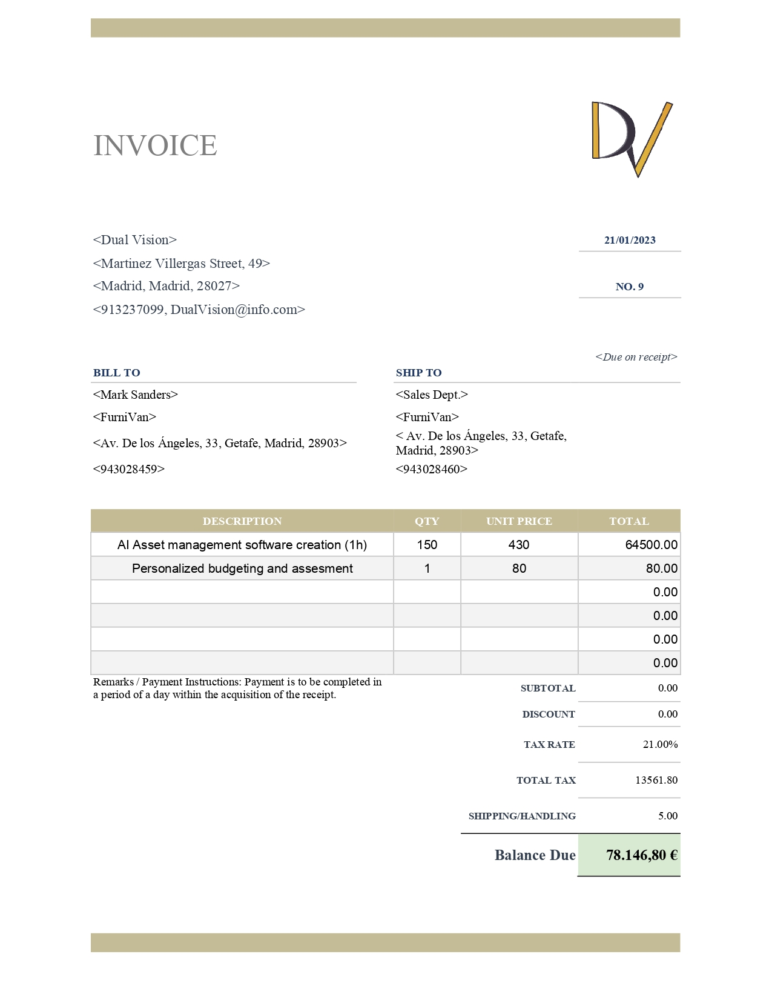 INVOICE
DV
<Dual Vision>
21/01/2023
<Martinez Villergas Street, 49>
<Madrid, Madrid, 28027>
NO. 9
<913237099, DualVision@info.com>
<Due on receipt>
BILL TO
SHIP TO
<Mark Sanders>
<Sales Dept.>
<FurniVan>
<FurniVan>
<Av. De los Ángeles, 33, Getafe, Madrid, 28903>
< Av. De los Ángeles, 33, Getafe,
Madrid, 28903>
<943028459>
<943028460>
DESCRIPTION QTY UNIT PRICE TOTAL
AI Asset management software creation (1h) 150 430 64500.00
Personalized budgeting and assesment 1 80 80.00
0.00
0.00
0.00
0.00
Remarks / Payment Instructions: Payment is to be completed in
a period of a day within the acquisition of the receipt.
SUBTOTAL 0.00
DISCOUNT 0.00
TAX RATE 21.00%
TOTAL TAX 13561.80
SHIPPING/HANDLING 5.00
Balance Due 78.146,80 €